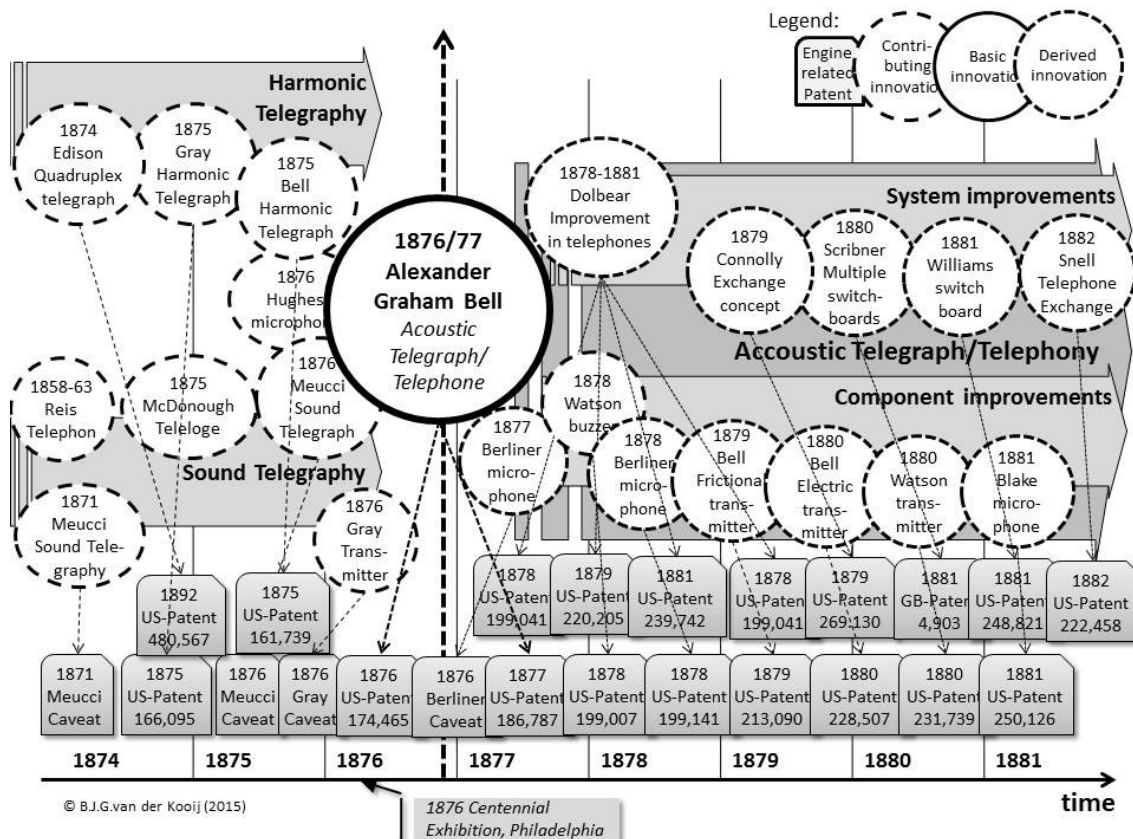 Legend:
Engine
related
Patent
Contri-
buting
innovatio
Basic
innovation
Derived
innovation
Harmonic
Telegraphy
1874
Edison
Quadruplex
telegraph
1875
Gray
Harmonic
Telegraph
1875
Bell
Harmonic
Telegraph
1876
Hughes
microphon
1858-63
Reis
Telephon
1875
McDonough
Teleloge
1876
Meucci
Sound
Telegraph
Sound Telegraphy
1871
Meucci
Sound Tele-
graphy
1876
Gray
Trans-
mitter
1876/77
Alexander
Graham Bell
Acoustic
Telegraph/
Telephone
1878-1881
Dolbear
Improvement
in telephones
System improvements
1879
Connolly
Exchange
concept
1880
Scribner
Multiple
switch-
boards
1881
Williams
switch
board
1882
Snell
Telephone
Exchange
Accoustic Telegraph/Telephony
Component improvements
1877
Berliner
micro-
phone
1878
Watson
buzzer
1878
Berliner
micro-
phone
1879
Bell
Frictional
trans-
mitter
1880
Bell
Electric
trans-
mitter
1880
Watson
trans-
mitter
1881
Blake
micro-
phone
1892
US-Patent
480,567
1875
US-Patent
161,739
1878
US-Paten
199,041
1879
US-Patent
220,205
1881
US-Patent
239,742
1878
US-Paten
199,041
1879
US-Patent
269,130
1881
GB-Paten
4,903
1881
US-Paten
248,821
1882
US-Patent
222,458
1871
Meucci
Caveat
1875
US-Patent
166,095
1876
Meucci
Caveat
1876
Gray
Caveat
1876
US-Patent
174,465
1876
Berliner
Caveat
1877
US-Patent
186,787
1878
US-Patent
199,007
1878
US-Patent
199,141
1879
US-Patent
213,090
1880
US-Patent
228,507
1880
US-Patent
231,739
1881
US-Patent
250,126
1874
1875
1876
1877
1878
1879
1880
1881
time
© B.J.G.van der Kooij (2015)
1876 Centennial
Exhibition, Philadelphia